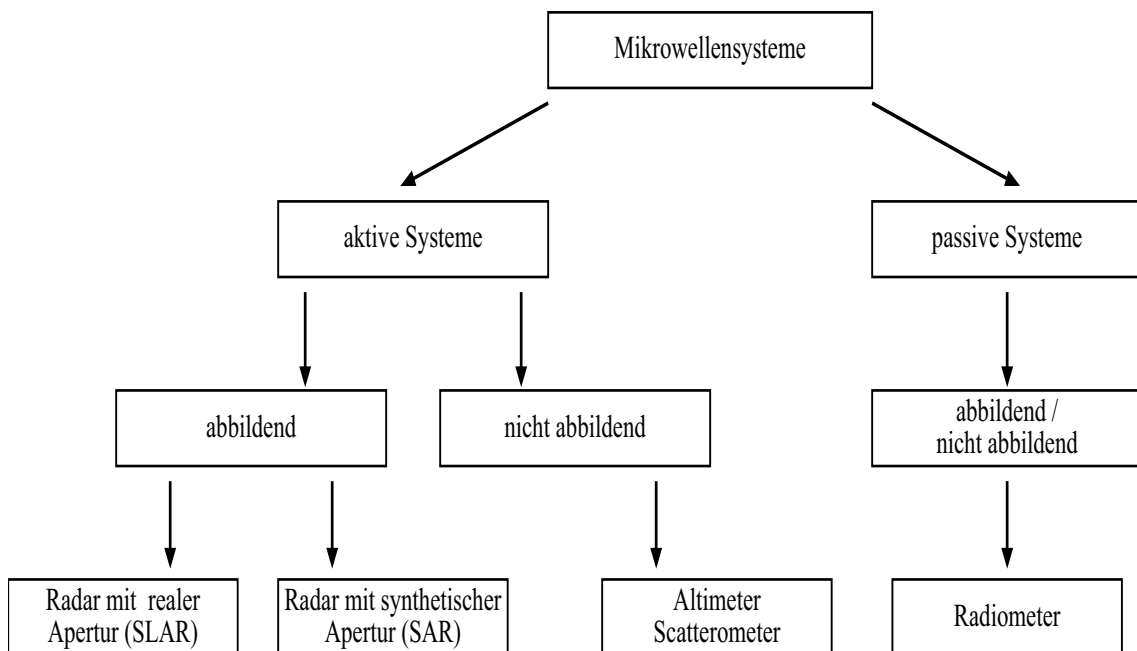 Mikrowellensysteme
aktive Systeme
passive Systeme
abbildend
nicht abbildend
abbildend /
nicht abbildend
Radar mit realer
Apertur (SLAR)
Radar mit synthetischer
Apertur (SAR)
Altimeter
Scatterometer
Radiometer